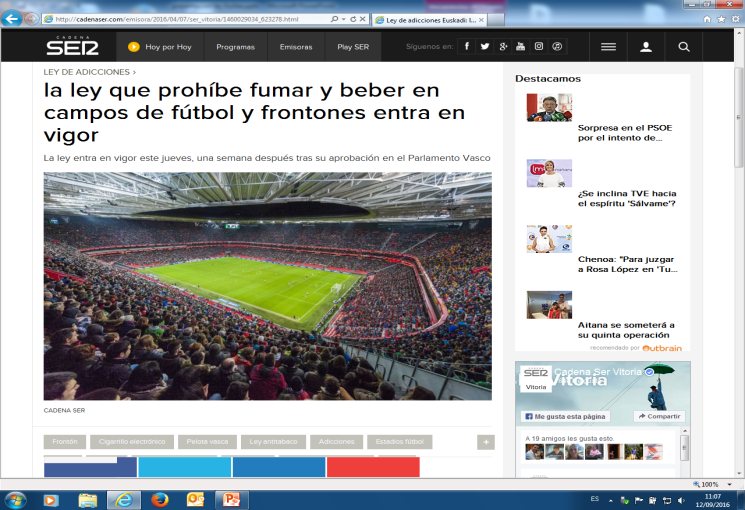 http://cadenaser.com/emisora/2016/04/07/ser_vitoria/1460029034_623278.html
Ley de adicciones Euskadi: l...
CADENA
SER
Hoy por Hoy
Programas
Emisoras
Play SER
Síguenos en:
LEY DE ADICCIONES >
la ley que prohíbe fumar y beber en
campos de fútbol y frontones entra en
vigor
La ley entra en vigor este jueves, una semana después tras su aprobación en el Parlamento Vasco
CADENA SER
Frontón
Cigarrillo electrónico
Pelota vasca
Ley antitabaco
Adicciones
Estadios fútbol
+
Destacamos
Sorpresa en el PSOE
por el intento de...
¿Se inclina TVE hacia
el espíritu 'Sálvame'?
Chenoa: "Para juzgar
a Rosa López en 'Tu...
Aitana se someterá a
su quinta operación
recomendado por Outbrain
SER
Vitoria
Cadena Ser Vitoria
Vitoria
Me gusta esta página
Compartir
A 19 amigos les gusta esto.
100%
ES
11:07
12/09/2016